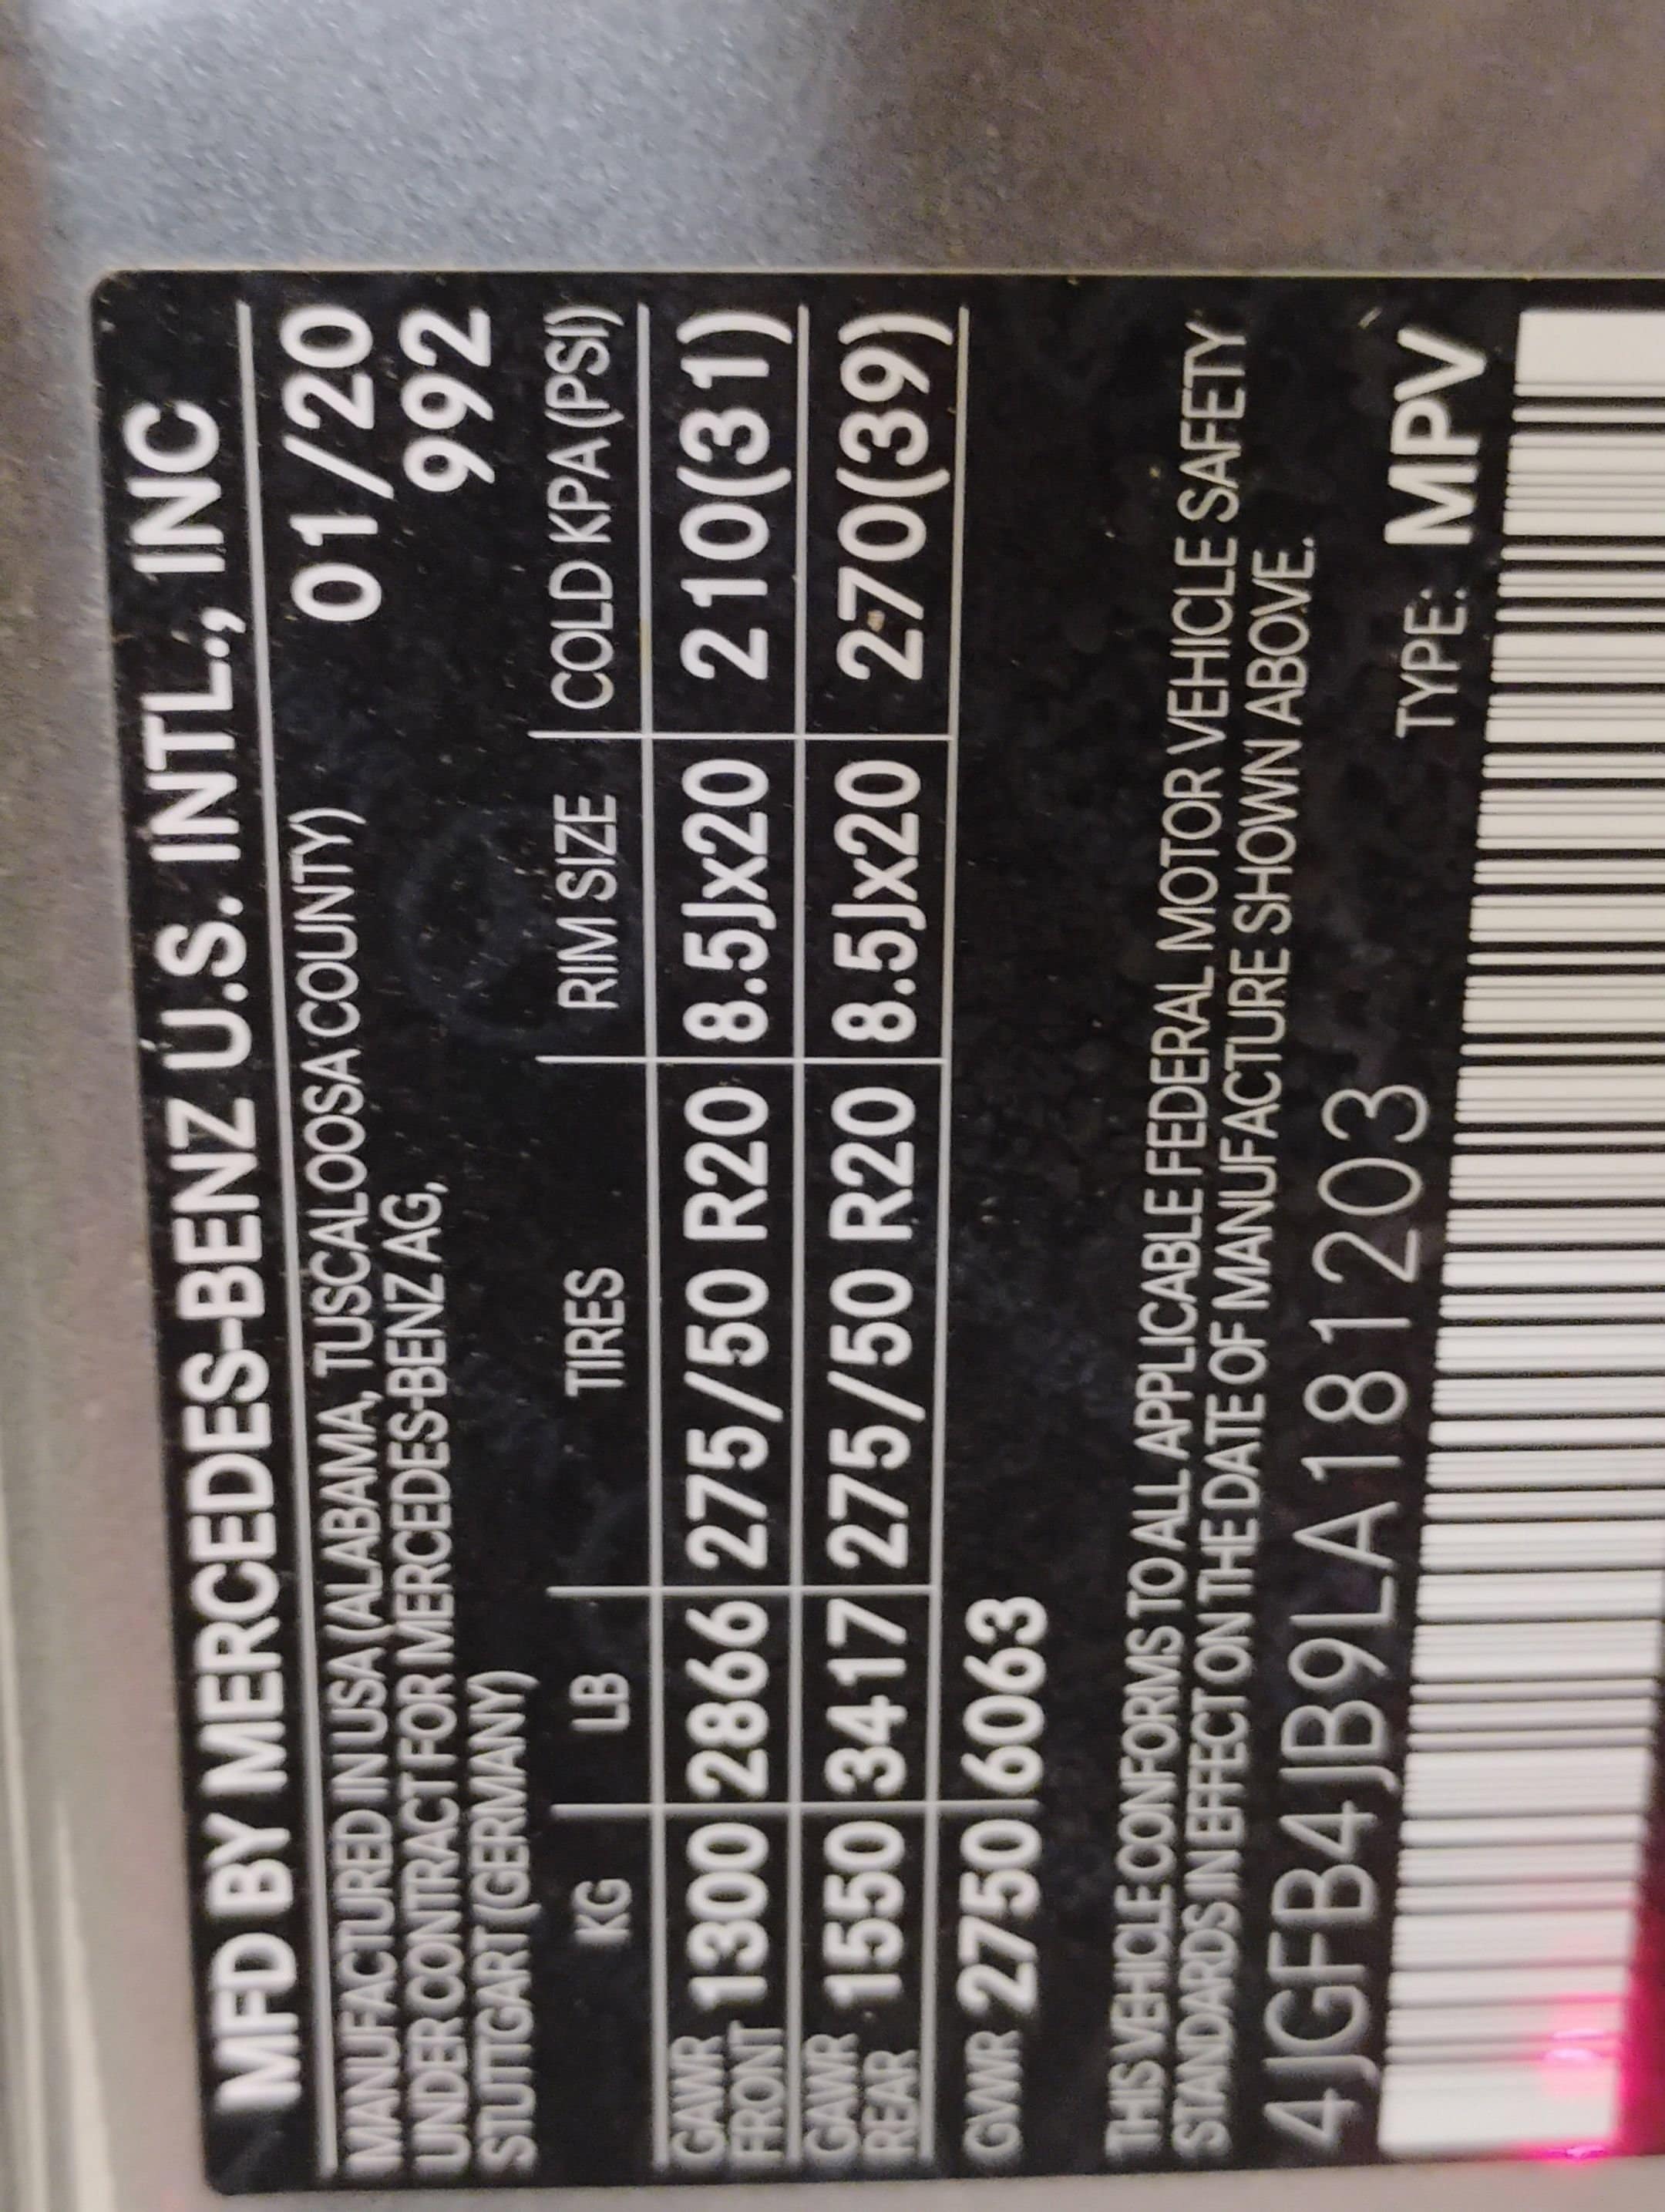 MFD BY MERCEDES-BENZ U.S. INTL., INC
MANUFACTURED IN USA (ALABAMA, TUSCALOOSA COUNTY) 01/20
UNDER CONTRACT FOR MERCEDES-BENZ AG, 992
STUTTGART (GERMANY)
KG LB TIRES RIM SIZE COLD KPA (PSI)
GAWR FRONT 1300 2866 275/50 R20 8.5Jx20 210(31)
GAWR REAR 1550 3417 275/50 R20 8.5Jx20 270(39)
GVWR 2750 6063
THIS VEHICLE CONFORMS TO ALL APPLICABLE FEDERAL MOTOR VEHICLE SAFETY
STANDARDS IN EFFECT ON THE DATE OF MANUFACTURE SHOWN ABOVE.
4JGFB4JB9LA181203 TYPE: MPV